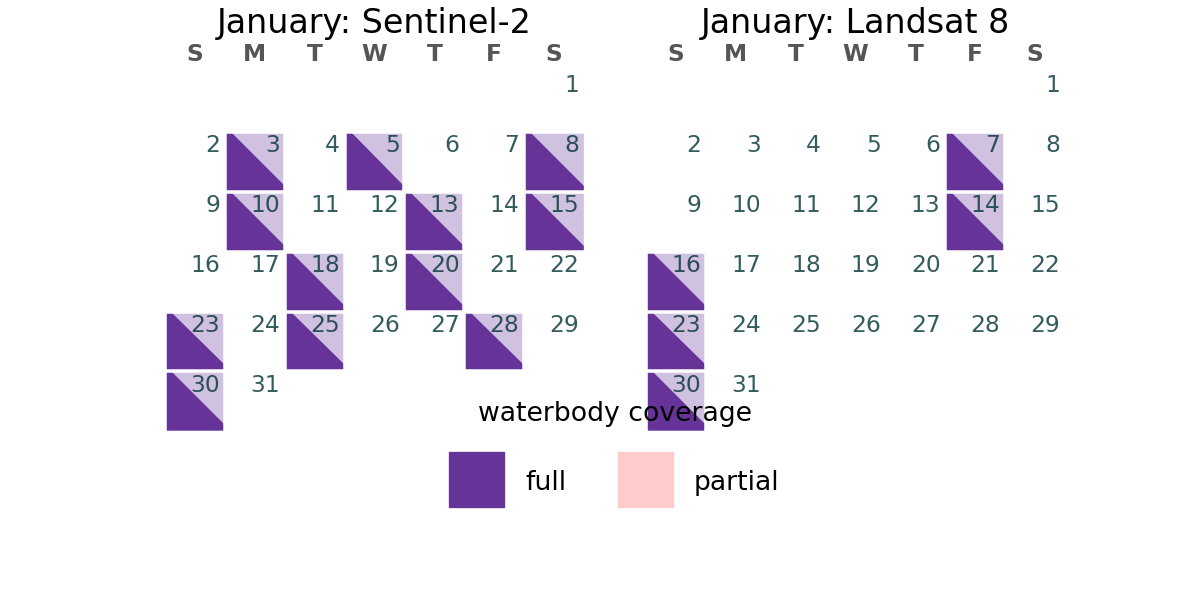 January: Sentinel-2
S M T W T F S
1
2 3 4 5 6 7 8
9 10 11 12 13 14 15
16 17 18 19 20 21 22
23 24 25 26 27 28 29
30 31
January: Landsat 8
S M T W T F S
1
2 3 4 5 6 7 8
9 10 11 12 13 14 15
16 17 18 19 20 21 22
23 24 25 26 27 28 29
30 31
waterbody coverage
full partial